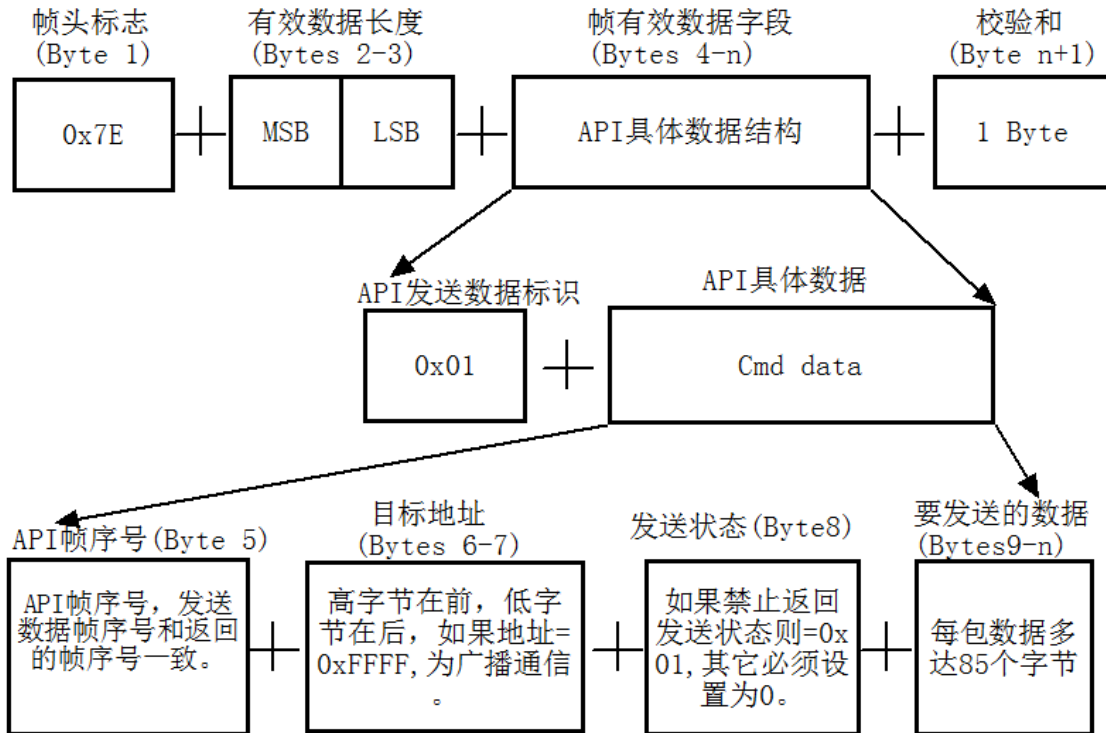 帧头标志
(Byte 1)
有效数据长度
(Bytes 2-3)
帧有效数据字段
(Bytes 4-n)
校验和
(Byte n+1)
0x7E
MSB
LSB
API具体数据结构
1 Byte
API发送数据标识
API具体数据
0x01
Cmd data
API帧序号(Byte 5)
目标地址
(Bytes 6-7)
发送状态(Byte8)
要发送的数据
(Bytes9-n)
API帧序号，发送
数据帧序号和返回
的帧序号一致。
高字节在前，低字
节在后，如果地址=
0xFFFF,为广播通信
。
如果禁止返回
发送状态则=0x
01,其它必须设
置为0。
每包数据多
达85个字节